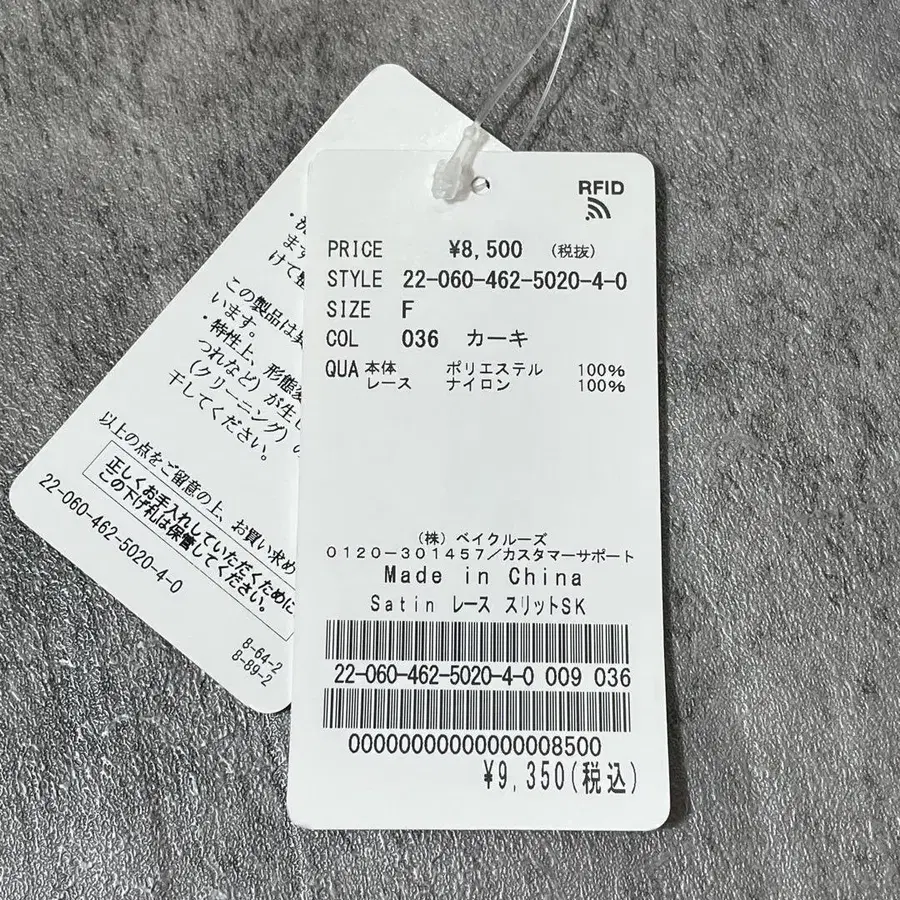 RFID
PRICE ¥8,500 (税抜)
STYLE 22-060-462-5020-4-0
SIZE F
COL 036 カーキ
QUA 本体 ポリエステル 100%
レース ナイロン 100%
(株) ベイクルーズ
0120-301457/カスタマーサポート
Made in China
Satin レース スリットSK
22-060-462-5020-4-0 009 036
00000000000000008500
¥9,350(税込)
ます
けて
この製品は
います。
・特性上、形態
つれなど)が生
(クリーニング)の
干してください。
以上の点をご留意の上、お買い求め
正しくお手入れしていただくために
この下げ札は保管してください。
22-060-462-5020-4-0
8-64-2
8-89-2